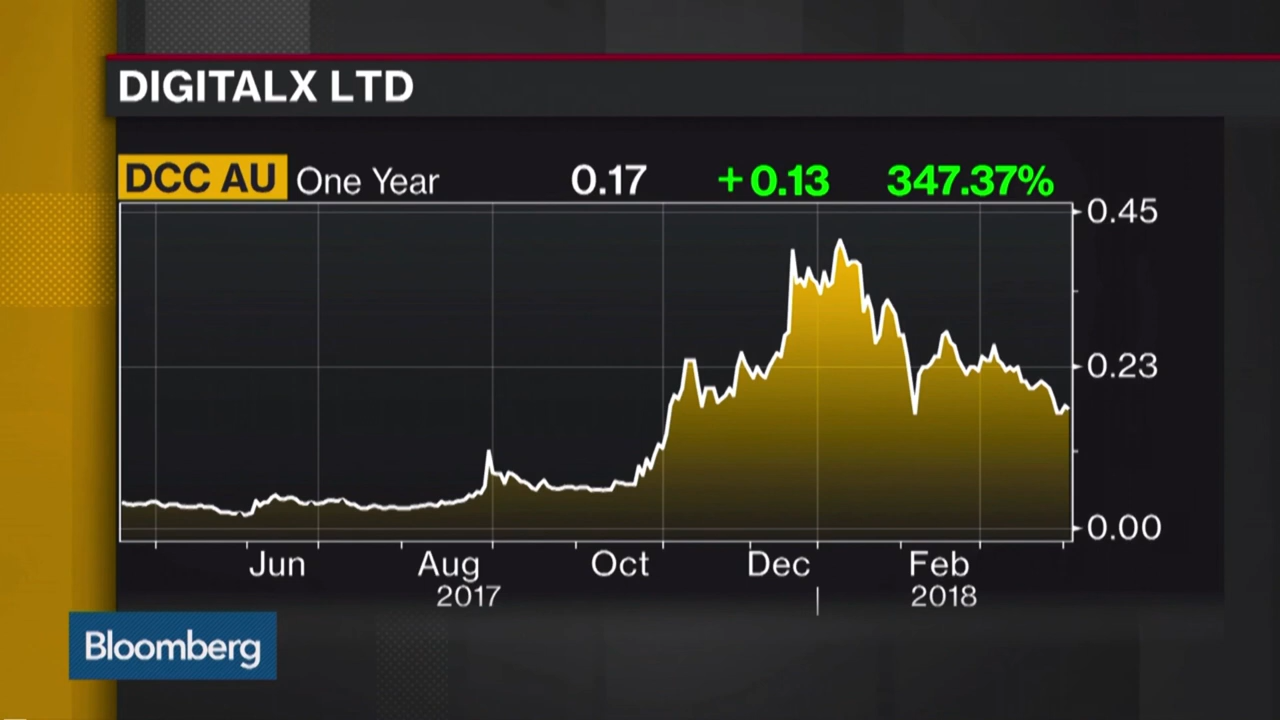 DIGITALX LTD
DCC AU One Year 0.17 +0.13 347.37%
0.45
0.23
0.00
Jun Aug Oct Dec Feb
2017 2018
Bloomberg